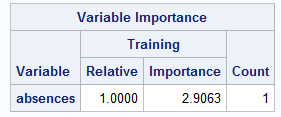 Variable Importance
Training
Variable Relative Importance Count
absences 1.0000 2.9063 1